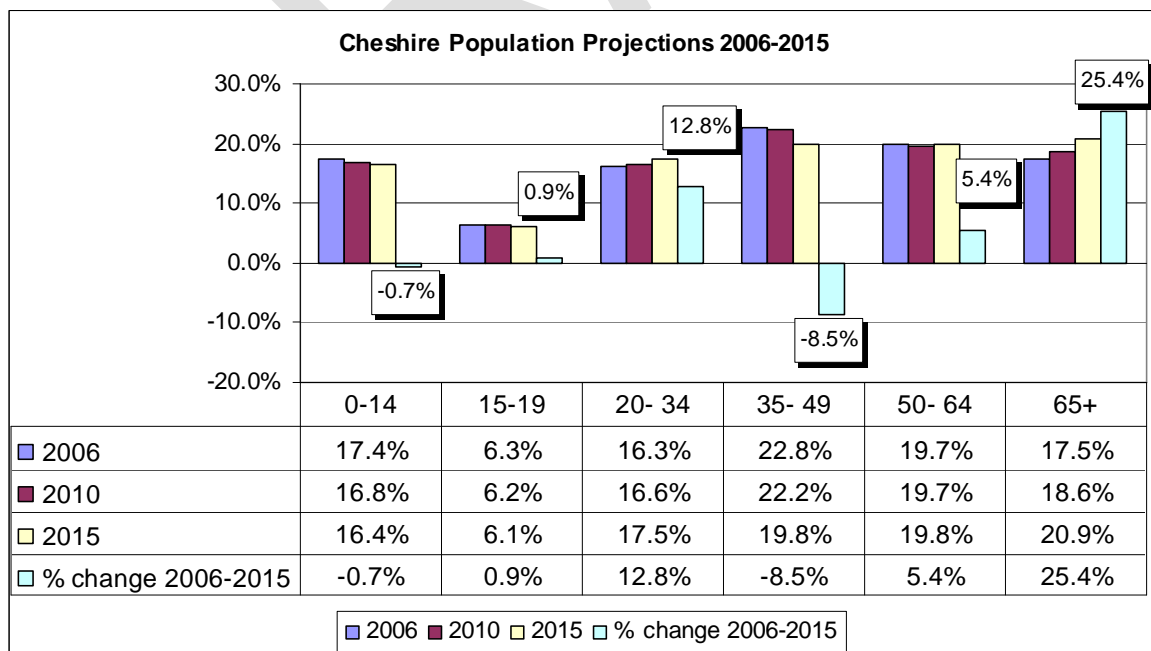 Cheshire Population Projections 2006-2015
30.0%
20.0%
10.0%
0.0%
-10.0%
-20.0%
-0.7%
0.9%
12.8%
-8.5%
5.4%
25.4%
0-14 15-19 20- 34 35- 49 50- 64 65+
2006 17.4% 6.3% 16.3% 22.8% 19.7% 17.5%
2010 16.8% 6.2% 16.6% 22.2% 19.7% 18.6%
2015 16.4% 6.1% 17.5% 19.8% 19.8% 20.9%
% change 2006-2015 -0.7% 0.9% 12.8% -8.5% 5.4% 25.4%
2006 2010 2015 % change 2006-2015